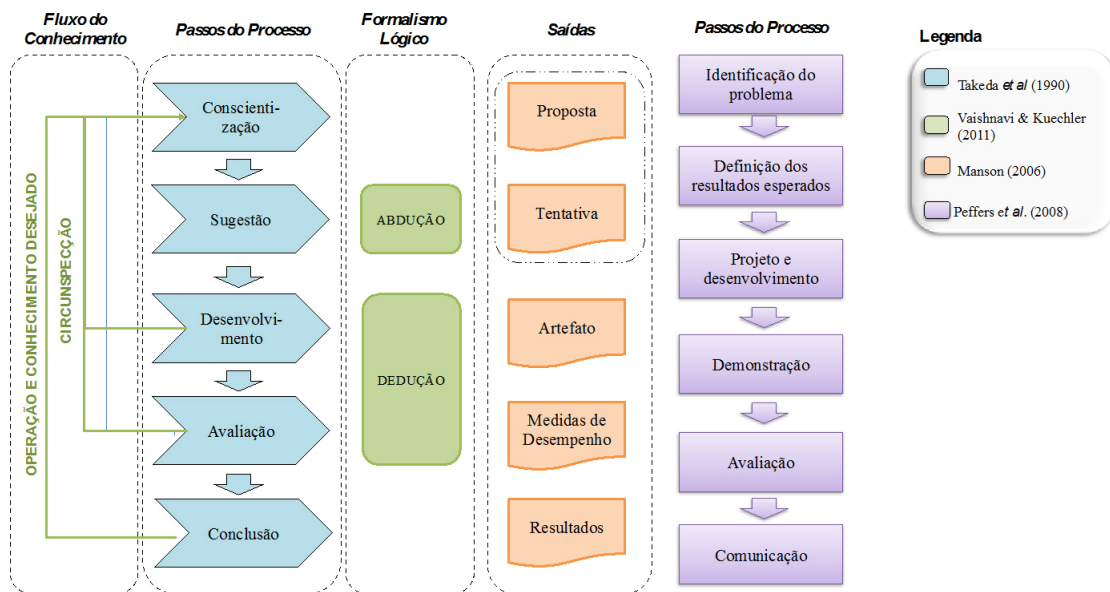 Fluxo do
Conhecimento
Passos do Processo
Formalismo
Lógico
Saídas
Passos do Processo
Legenda
OPERAÇÃO E CONHECIMENTO DESEJADO
CIRCUNSPECÇÃO
Conscienti-
zação
Sugestão
Desenvolvi-
mento
Avaliação
Conclusão
ABDUÇÃO
DEDUÇÃO
Proposta
Tentativa
Artefato
Medidas de
Desempenho
Resultados
Identificação do
problema
Definição dos
resultados esperados
Projeto e
desenvolvimento
Demonstração
Avaliação
Comunicação
Takeda et al (1990)
Vaishnavi & Kuechler
(2011)
Manson (2006)
Peffers et al. (2008)